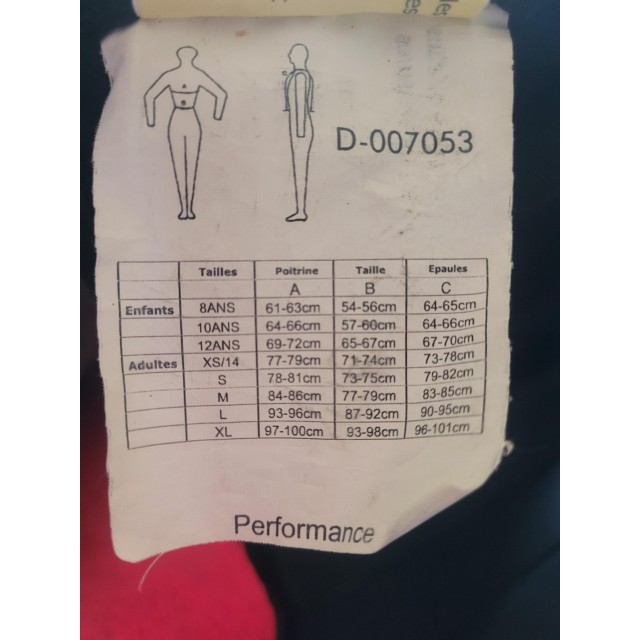 D-007053
Tailles Poitrine Taille Epaules
A B C
Enfants 8ANS 61-63cm 54-56cm 64-65cm
10ANS 64-66cm 57-60cm 64-66cm
12ANS 69-72cm 65-67cm 67-70cm
Adultes XS/14 77-79cm 71-74cm 73-78cm
S 78-81cm 73-75cm 79-82cm
M 84-86cm 77-79cm 83-85cm
L 93-96cm 87-92cm 90-95cm
XL 97-100cm 93-98cm 96-101cm
Performance